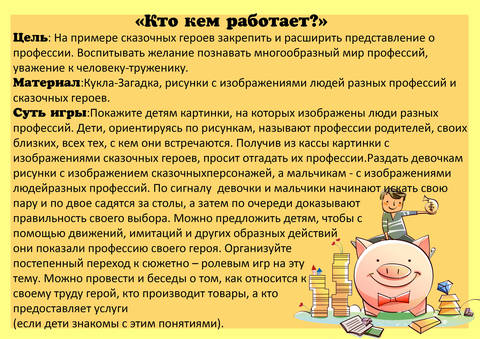 «Кто кем работает?»
Цель: На примере сказочных героев закрепить и расширить представление о
профессии. Воспитывать желание познавать многообразный мир профессий,
уважение к человеку-труженику.
Материал:Кукла-Загадка, рисунки с изображениями людей разных профессий и
сказочных героев.
Суть игры:Покажите детям картинки, на которых изображены люди разных
профессий. Дети, ориентируясь по рисункам, называют профессии родителей, своих
близких, всех тех, с кем они встречаются. Получив из кассы картинки с
изображениями сказочных героев, просит отгадать их профессии.Раздать девочкам
рисунки с изображением сказочныхперсонажей, а мальчикам - с изображениями
людейразных профессий. По сигналу  девочки и мальчики начинают искать свою
пару и по двое садятся за столы, а затем по очереди доказывают
правильность своего выбора. Можно предложить детям, чтобы с
помощью движений, имитаций и других образных действий
они показали профессию своего героя. Организуйте
постепенный переход к сюжетно – ролевым игр на эту
тему. Можно провести и беседы о том, как относится к
своему труду герой, кто производит товары, а кто
предоставляет услуги
(если дети знакомы с этим понятиями).